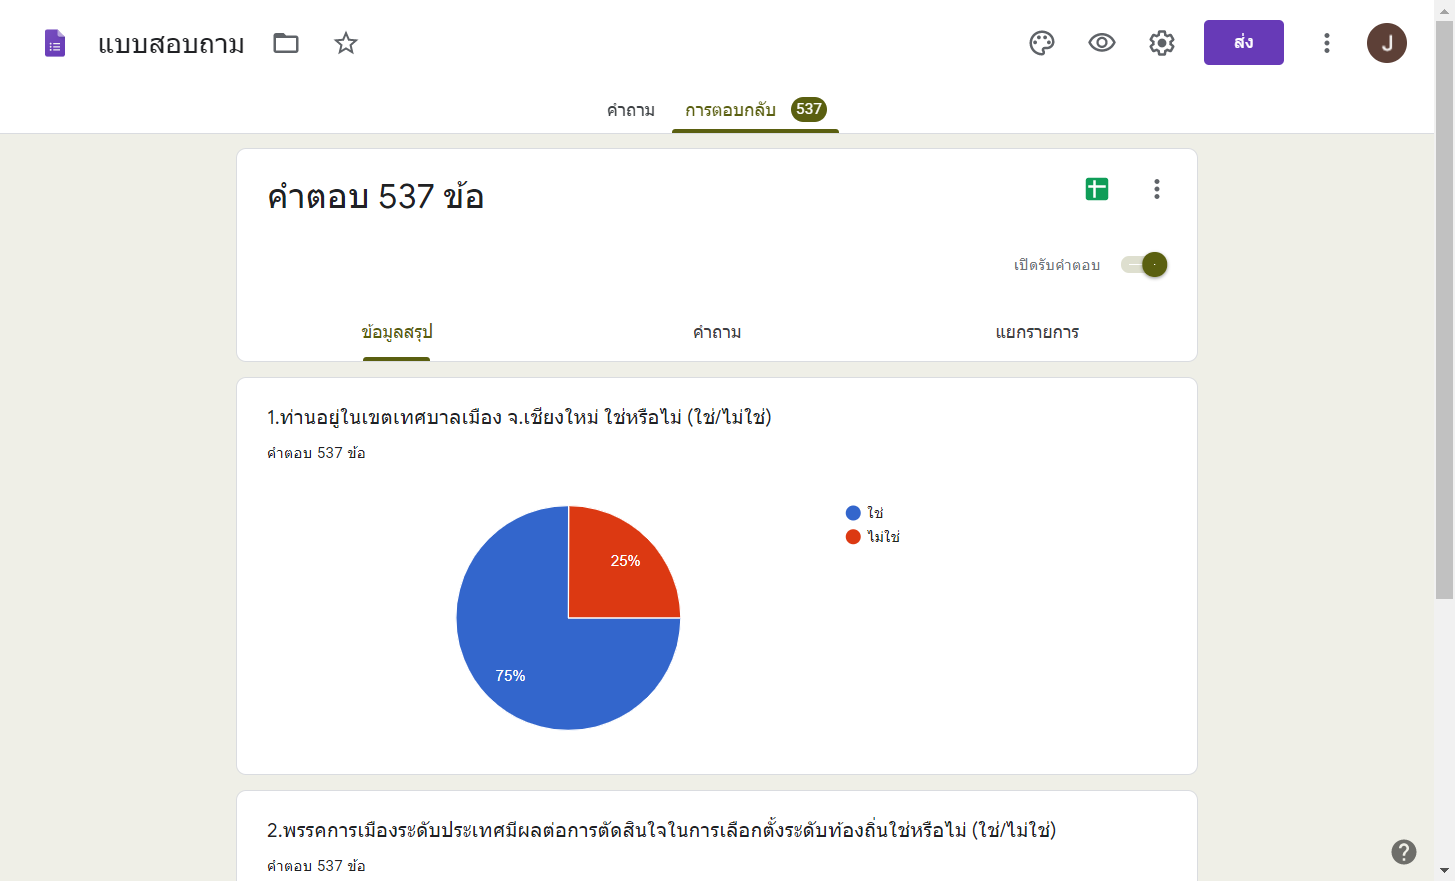 แบบสอบถาม
ส่ง
J
คำถาม
การตอบกลับ 537
คำตอบ 537 ข้อ
เปิดรับคำตอบ
ข้อมูลสรุป
คำถาม
แยกรายการ
1.ท่านอยู่ในเขตเทศบาลเมือง จ.เชียงใหม่ ใช่หรือไม่ (ใช่/ไม่ใช่)
คำตอบ 537 ข้อ
ใช่
ไม่ใช่
25%
75%
2.พรรคการเมืองระดับประเทศมีผลต่อการตัดสินใจในการเลือกตั้งระดับท้องถิ่นใช่หรือไม่ (ใช่/ไม่ใช่)
คำตอบ 537 ข้อ